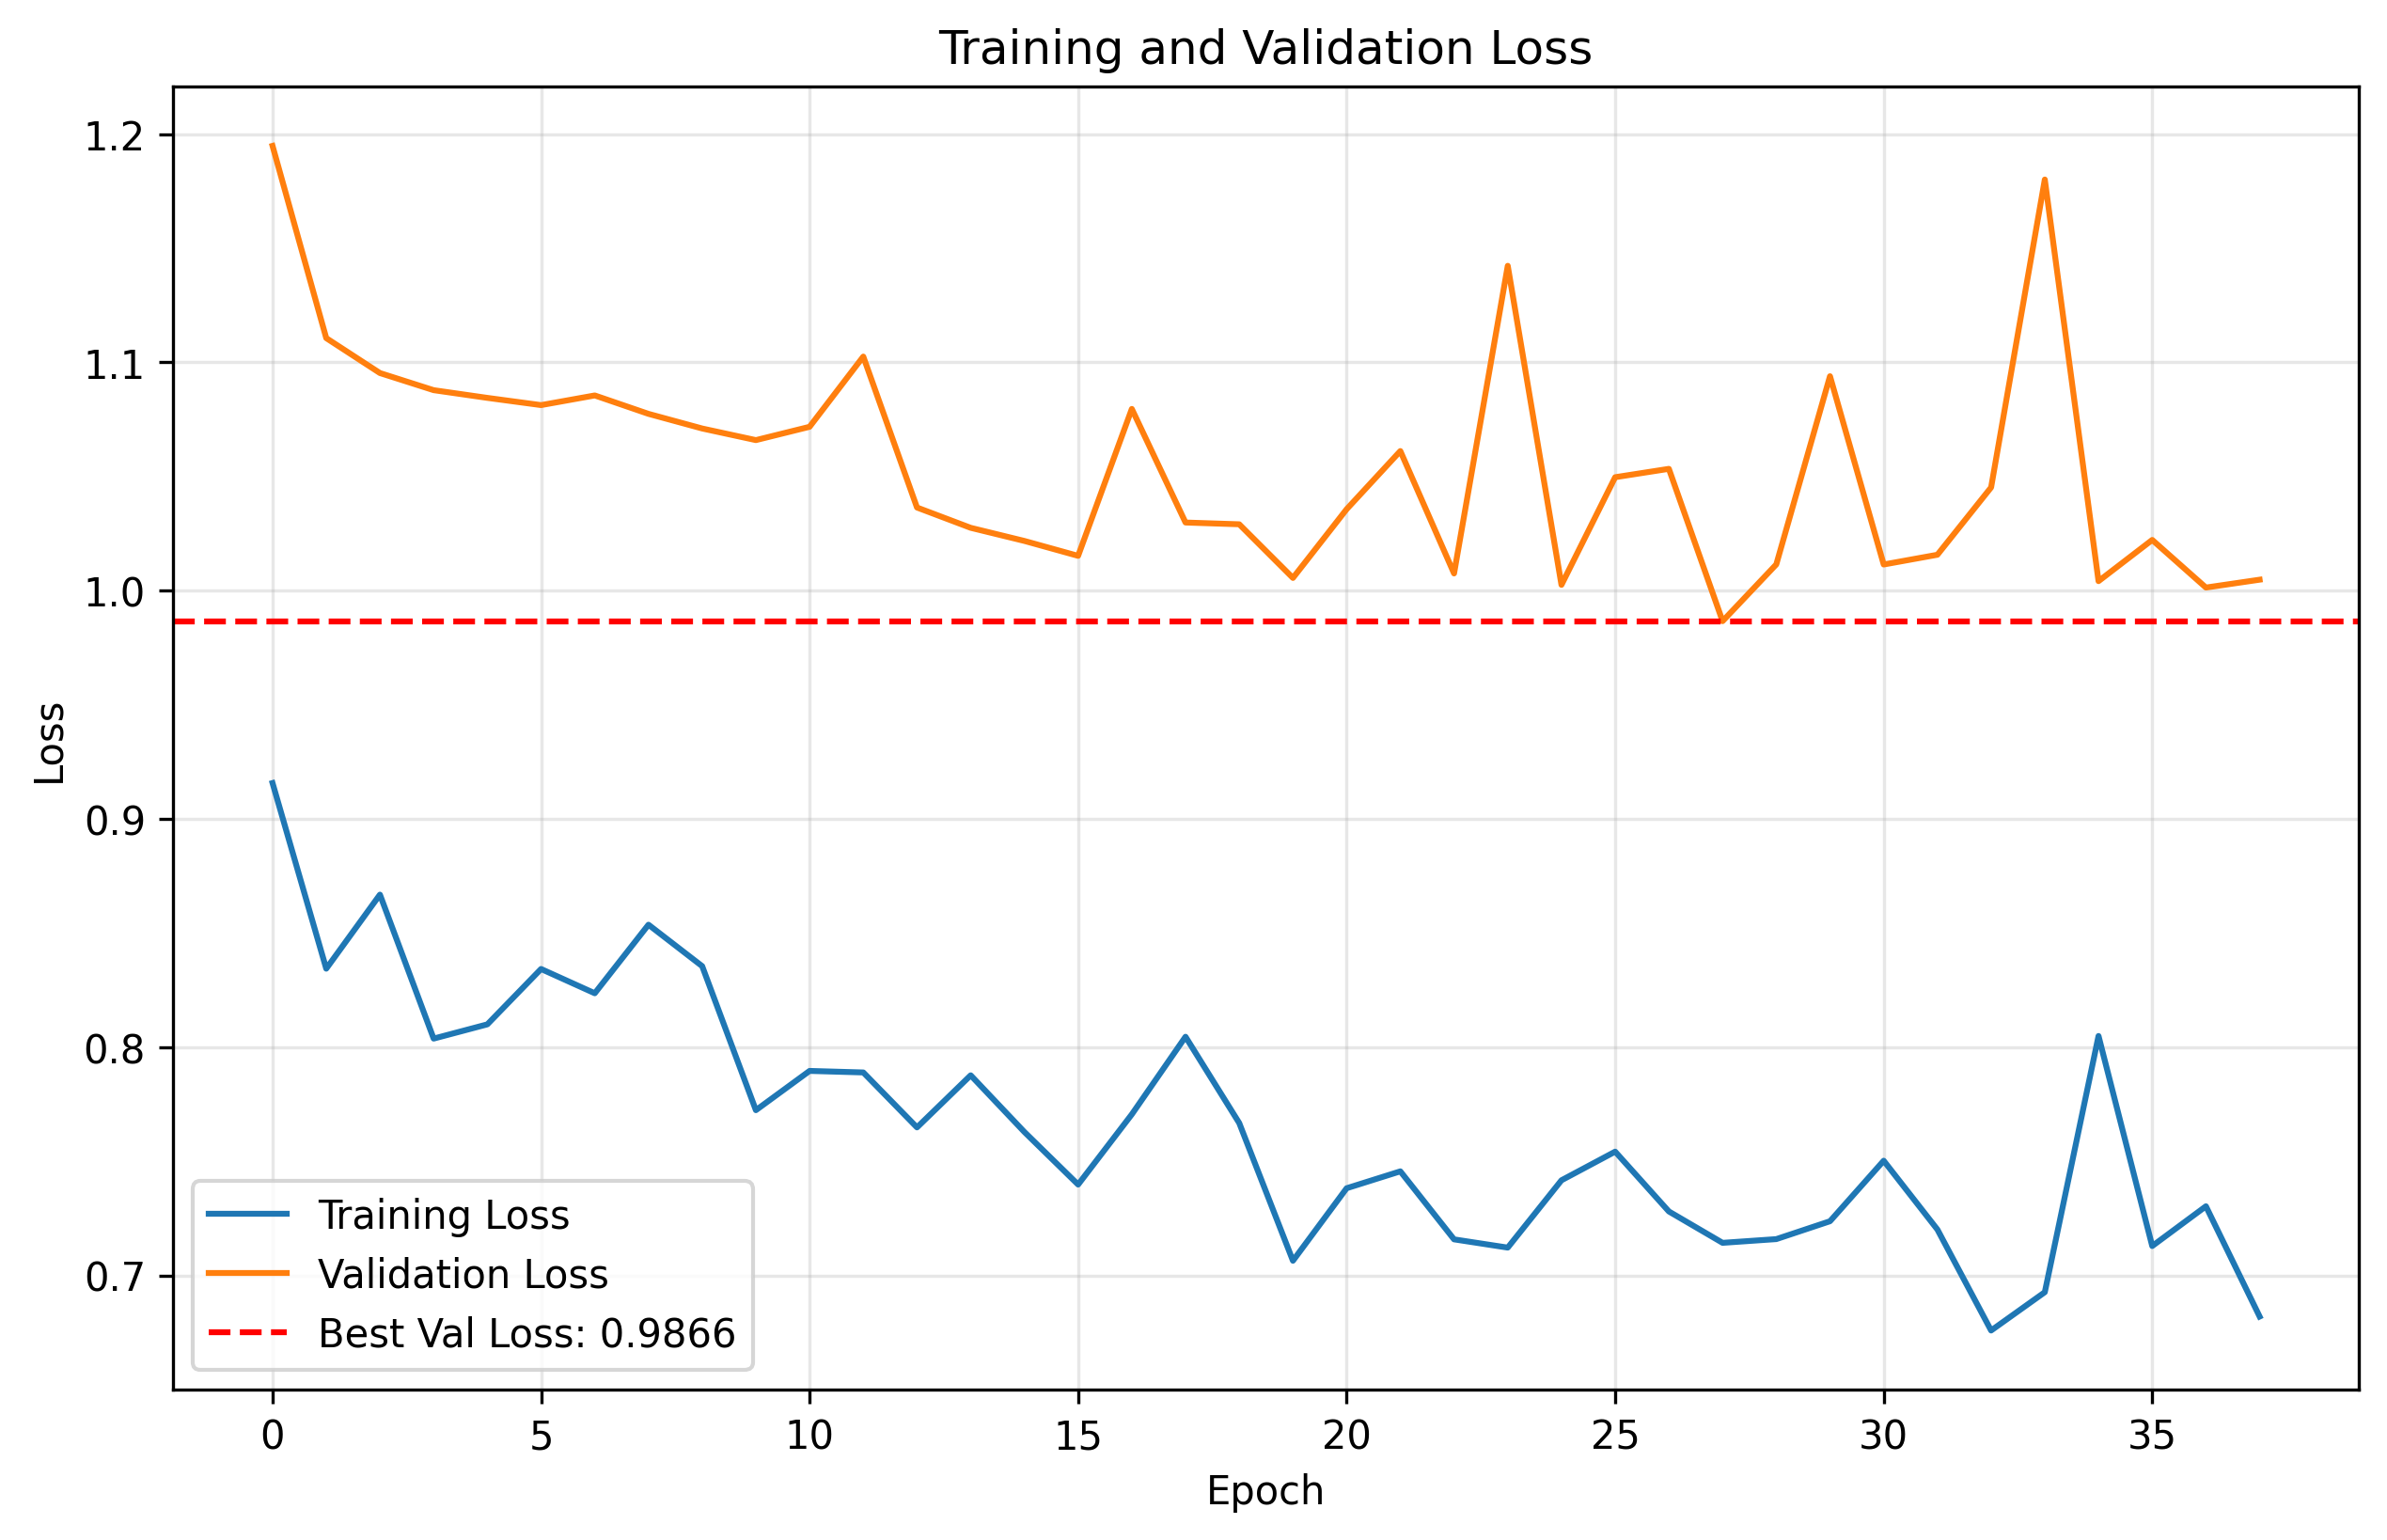 Training and Validation Loss
1.2
1.1
1.0
0.9
0.8
0.7
Loss
Training Loss
Validation Loss
Best Val Loss: 0.9866
0 5 10 15 20 25 30 35
Epoch